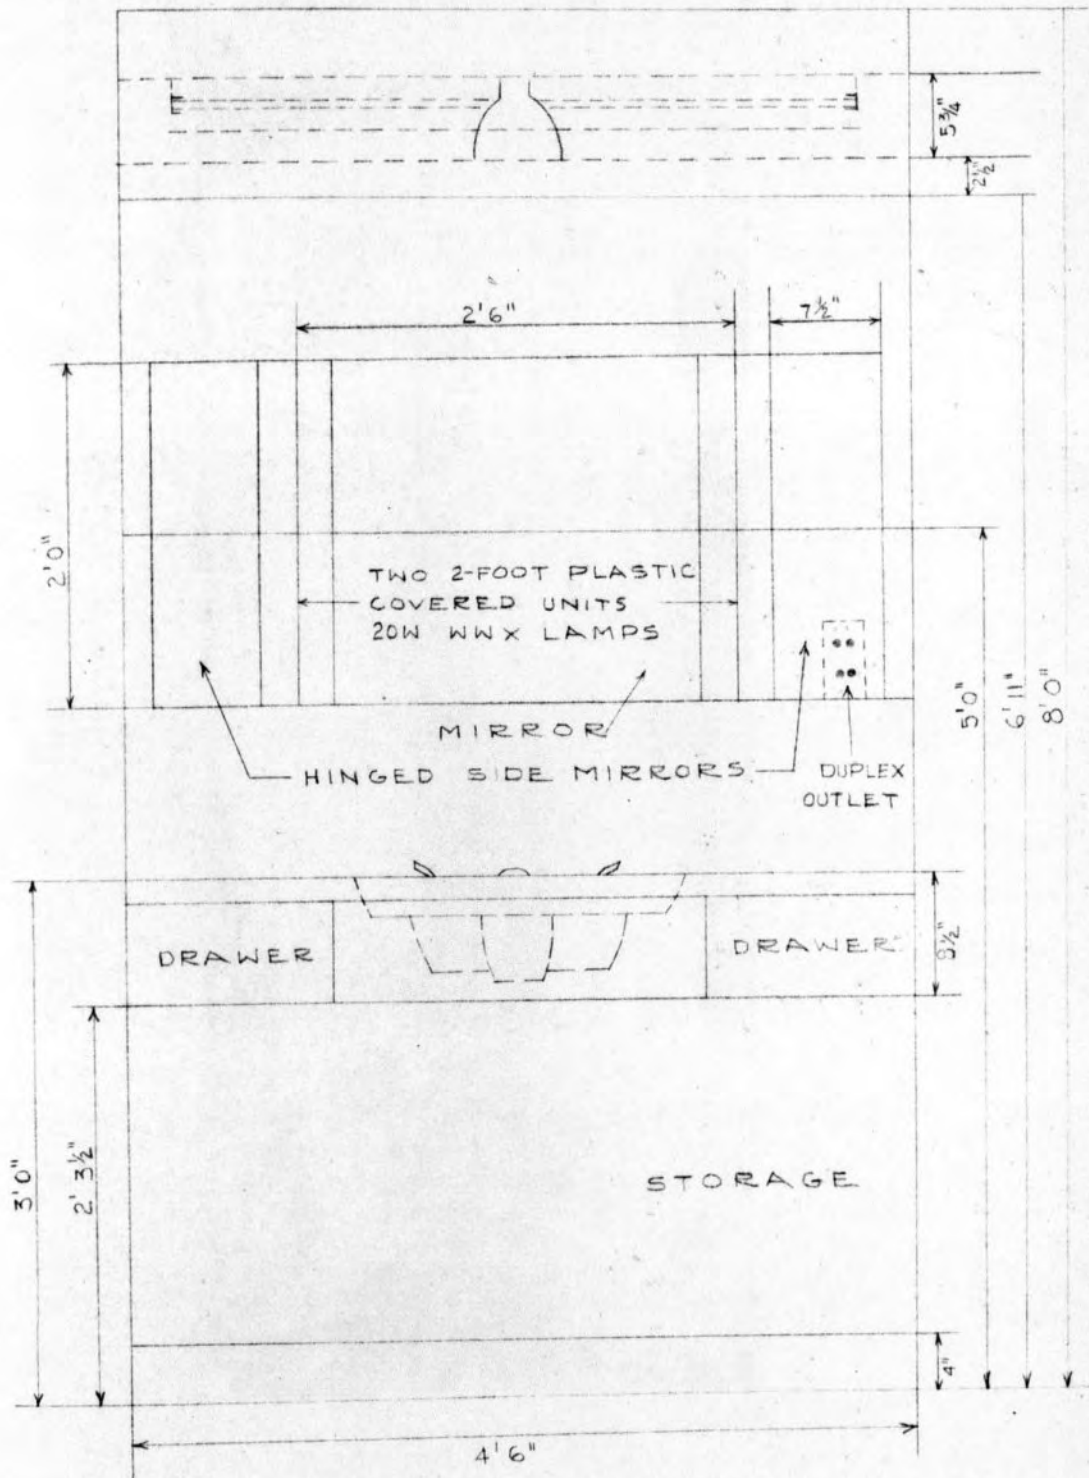 5¾"
2½"
2'6"
7½"
2'0"
TWO 2-FOOT PLASTIC
COVERED UNITS
20W WWX LAMPS
MIRROR
HINGED SIDE MIRRORS
DUPLEX
OUTLET
5'0"
6'11"
8'0"
DRAWER
DRAWER
8½"
3'0"
2' 3½"
STORAGE
4"
4'6"